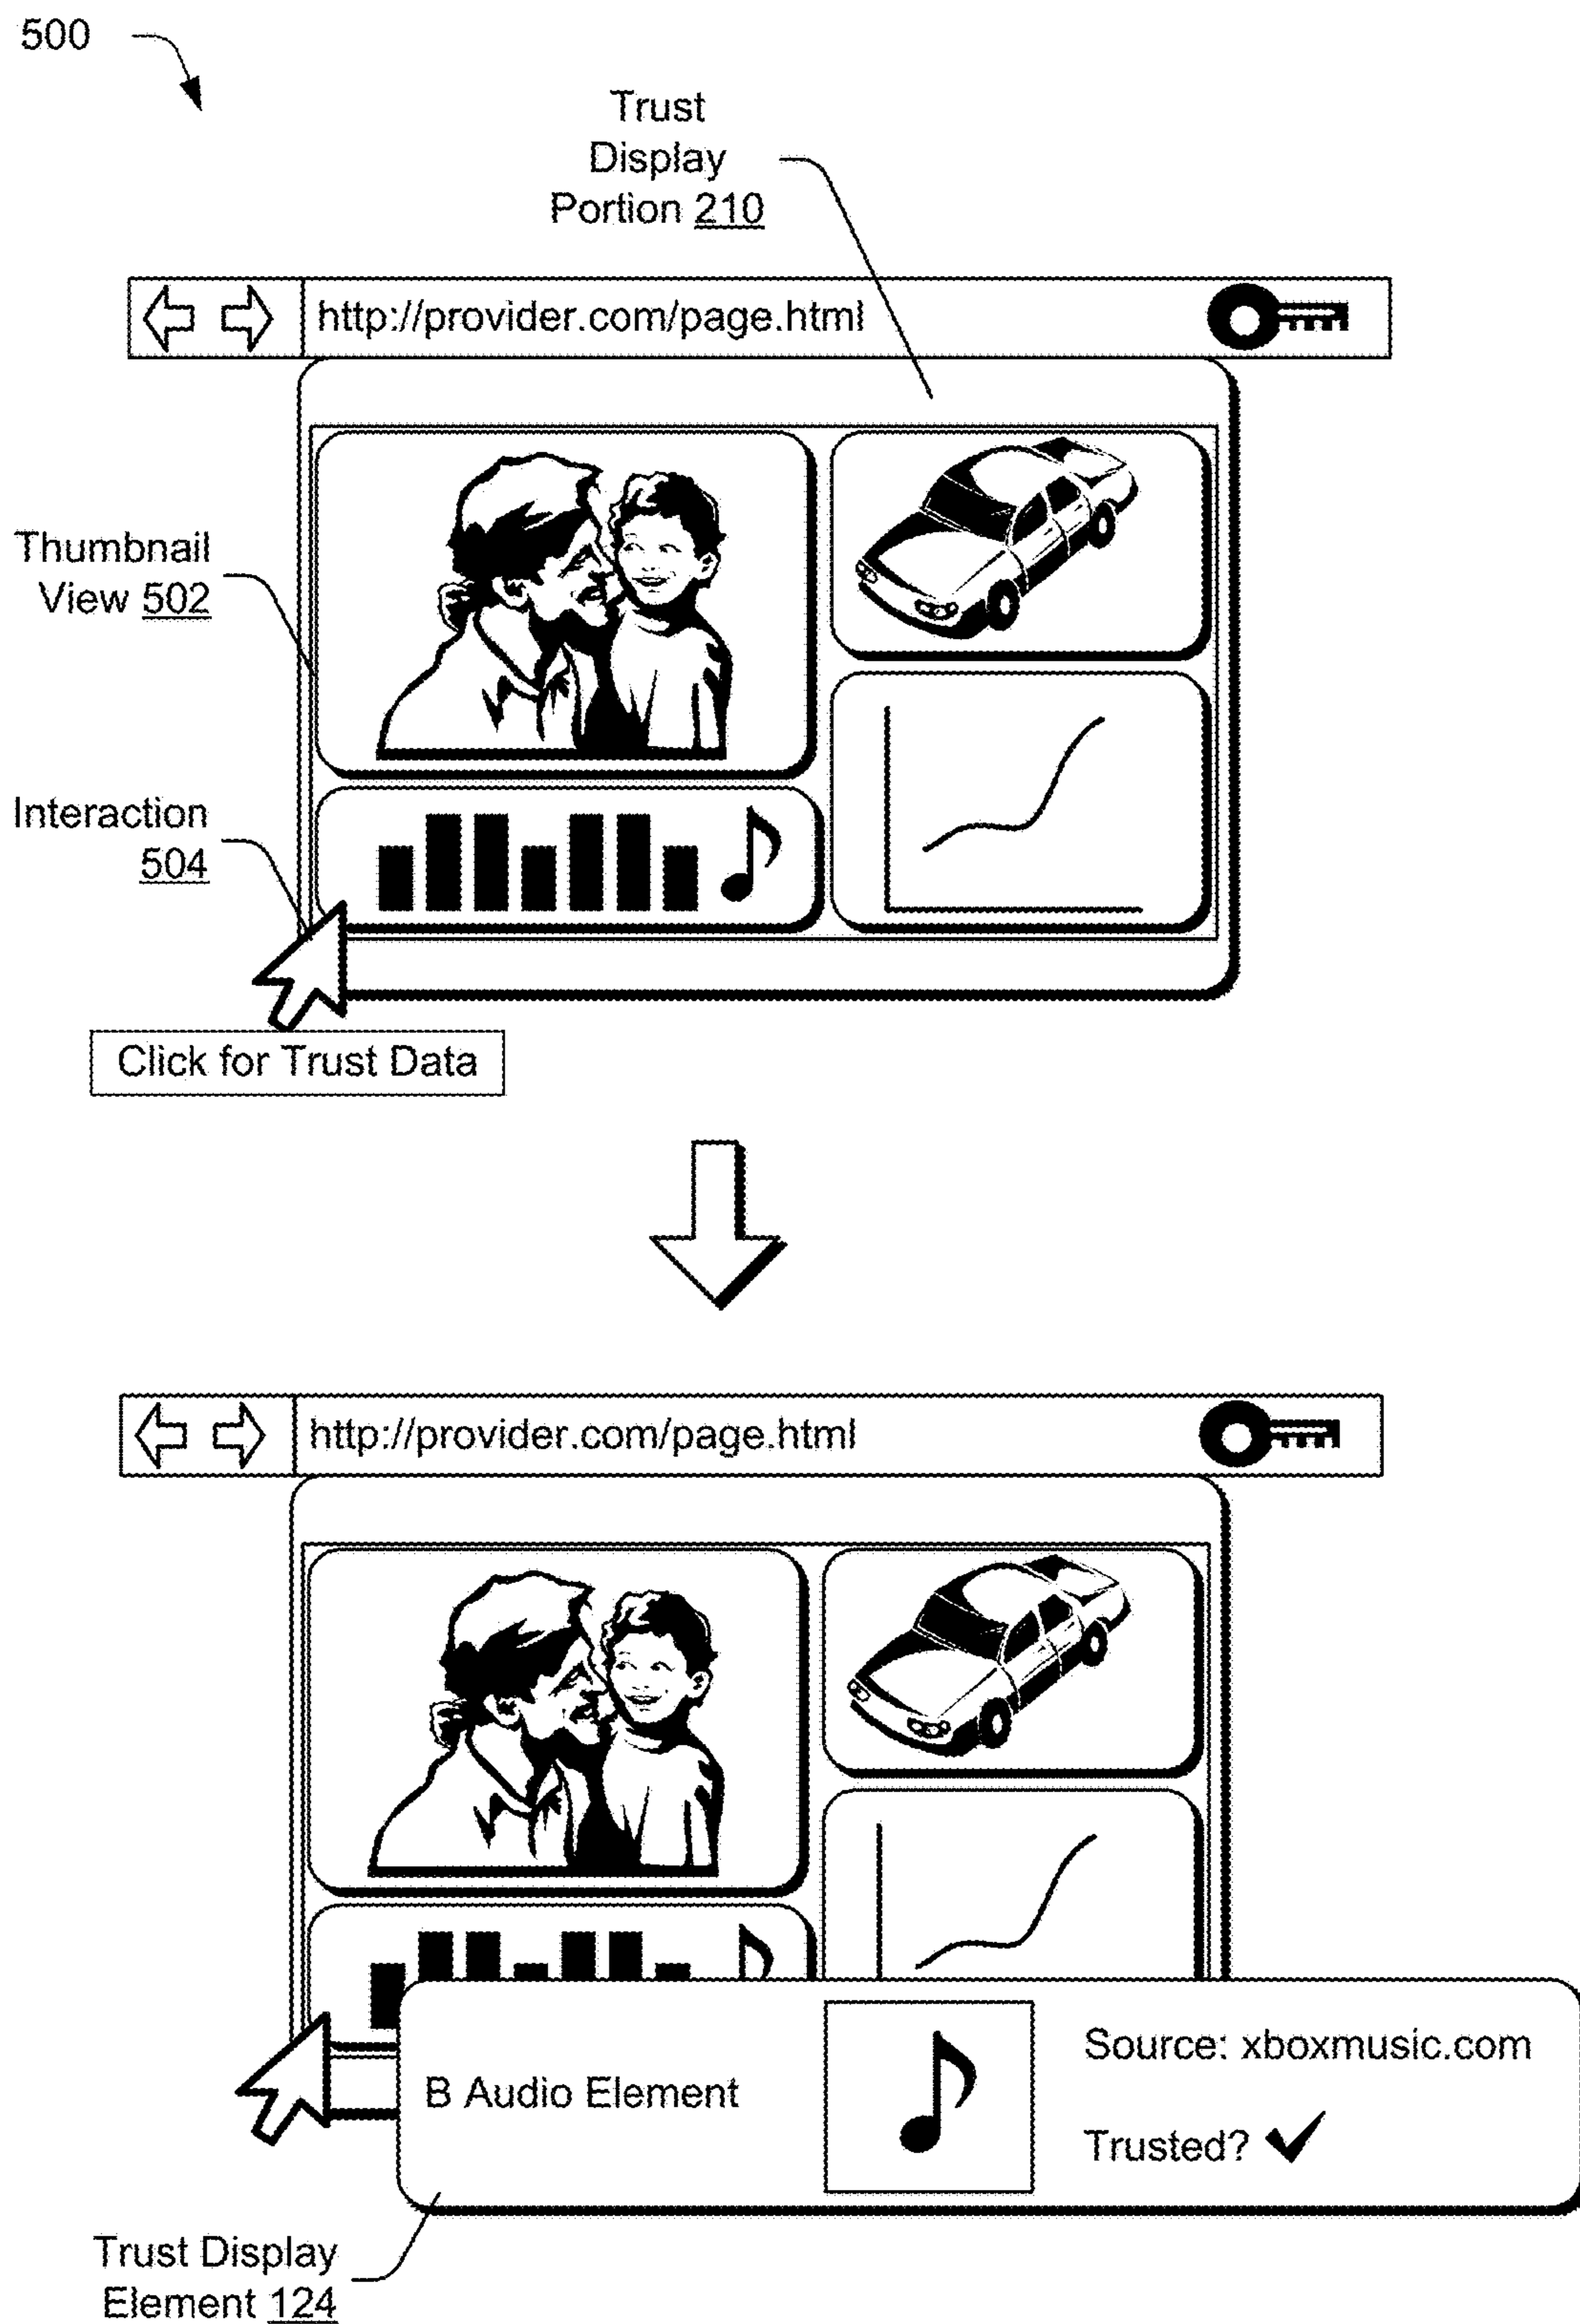 500
Trust
Display
Portion 210
http://provider.com/page.html
Thumbnail
View 502
Interaction
504
Click for Trust Data
http://provider.com/page.html
B Audio Element
Source: xboxmusic.com
Trusted?
Trust Display
Element 124